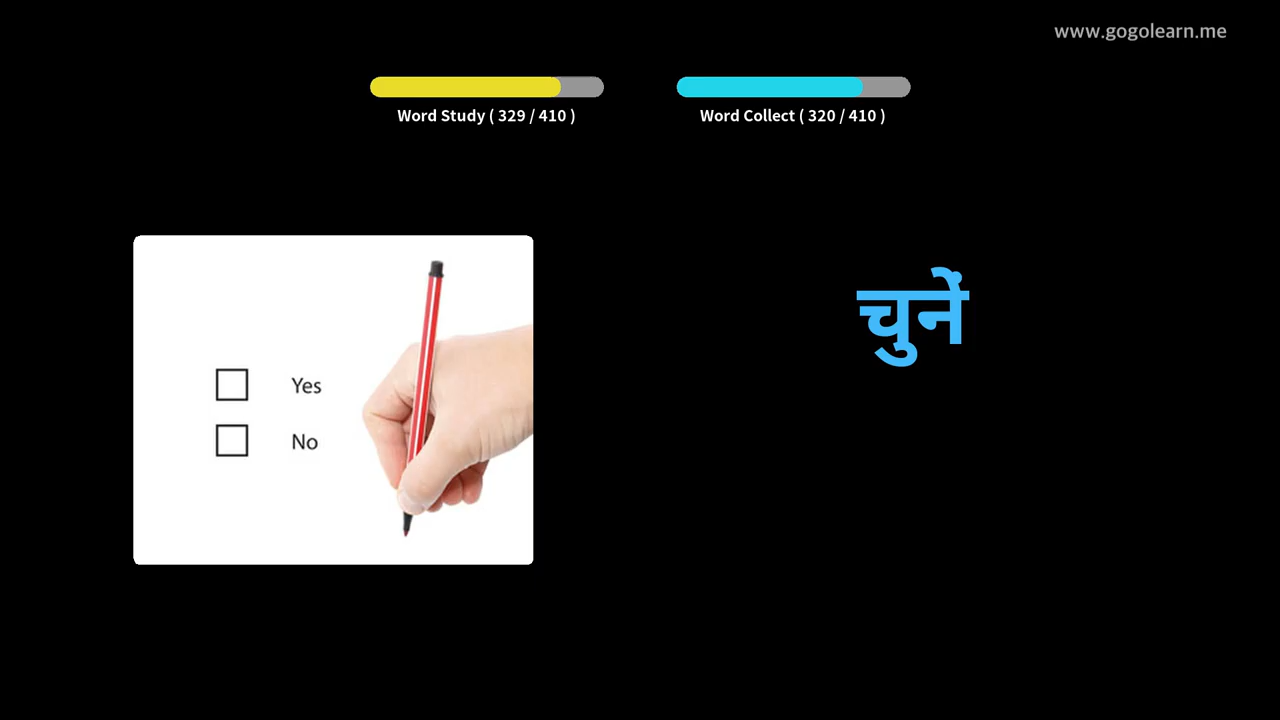 www.gogolearn.me
Word Study ( 329 / 410 )
Word Collect ( 320 / 410 )
चुनें
Yes
No